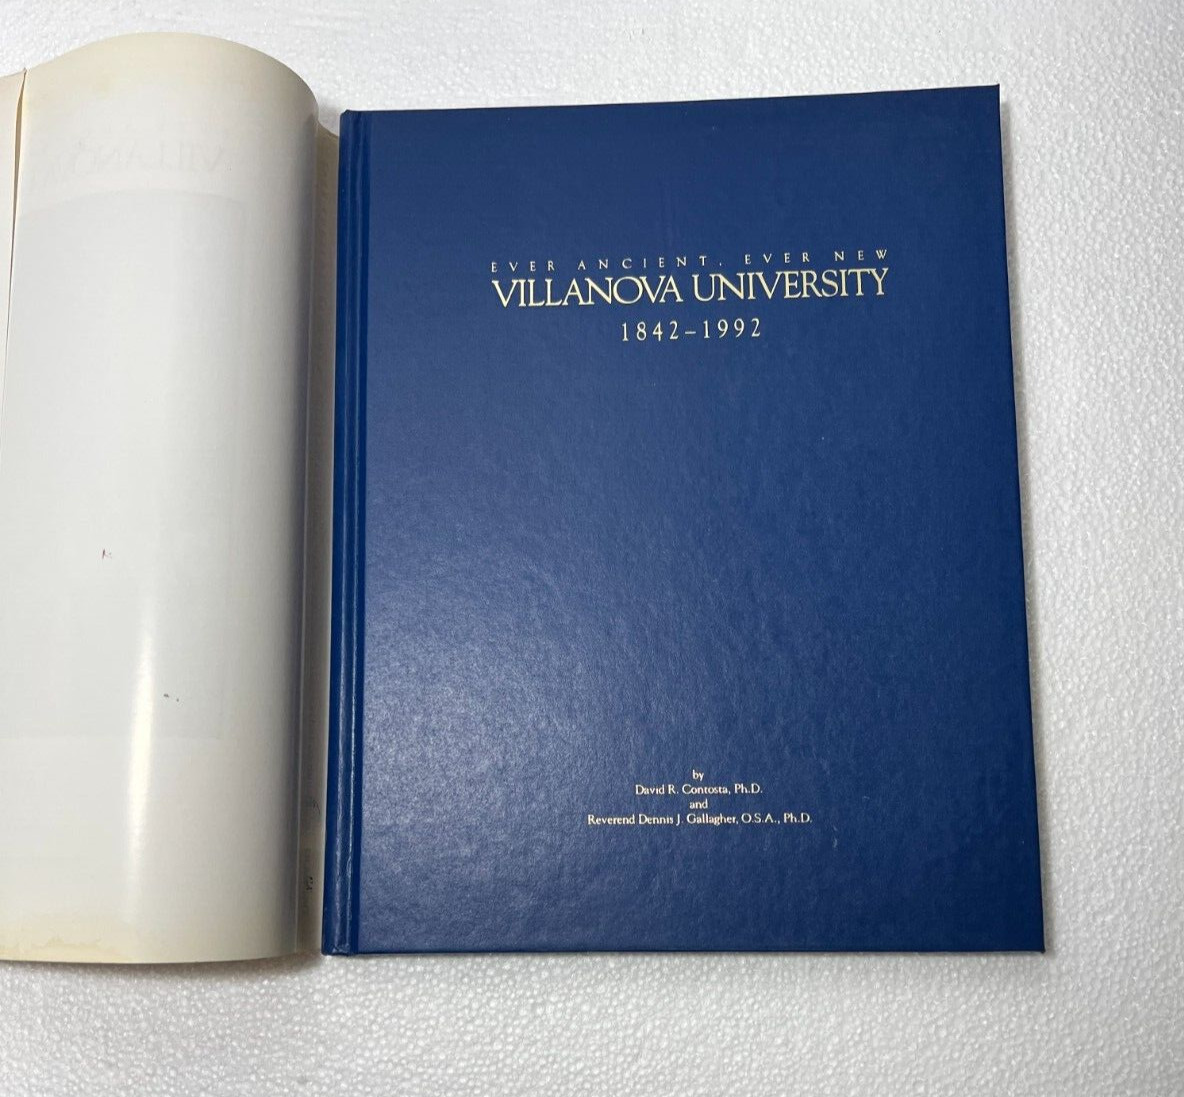 EVER ANCIENT, EVER NEW
VILLANOVA UNIVERSITY
1842–1992
by
David R. Contosta, Ph.D.
and
Reverend Dennis J. Gallagher, O.S.A., Ph.D.